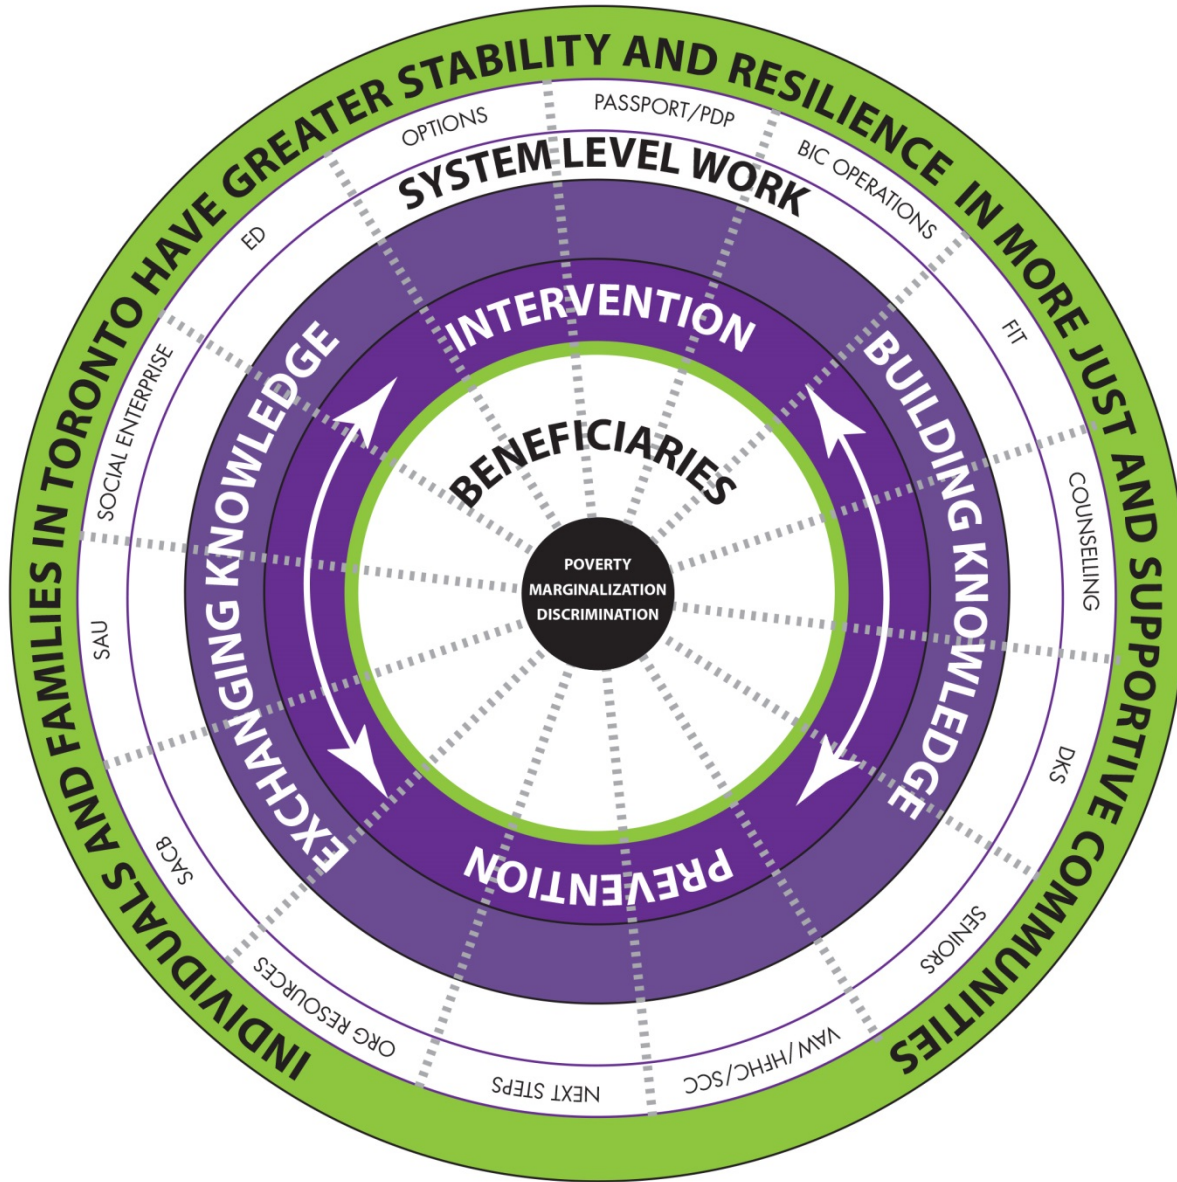 INDIVIDUALS AND FAMILIES IN TORONTO HAVE GREATER STABILITY AND RESILIENCE IN MORE JUST AND SUPPORTIVE COMMUNITIES
OPTIONS
PASSPORT/PDP
BIC OPERATIONS
FIT
COUNSELLING
DKS
SENIORS
VAW/HFHC/SCC
NEXT STEPS
ORG RESOURCES
SACB
SAU
SOCIAL ENTERPRISE
ED
SYSTEM LEVEL WORK
EXCHANGING KNOWLEDGE
BUILDING KNOWLEDGE
INTERVENTION
PREVENTION
BENEFICIARIES
POVERTY
MARGINALIZATION
DISCRIMINATION